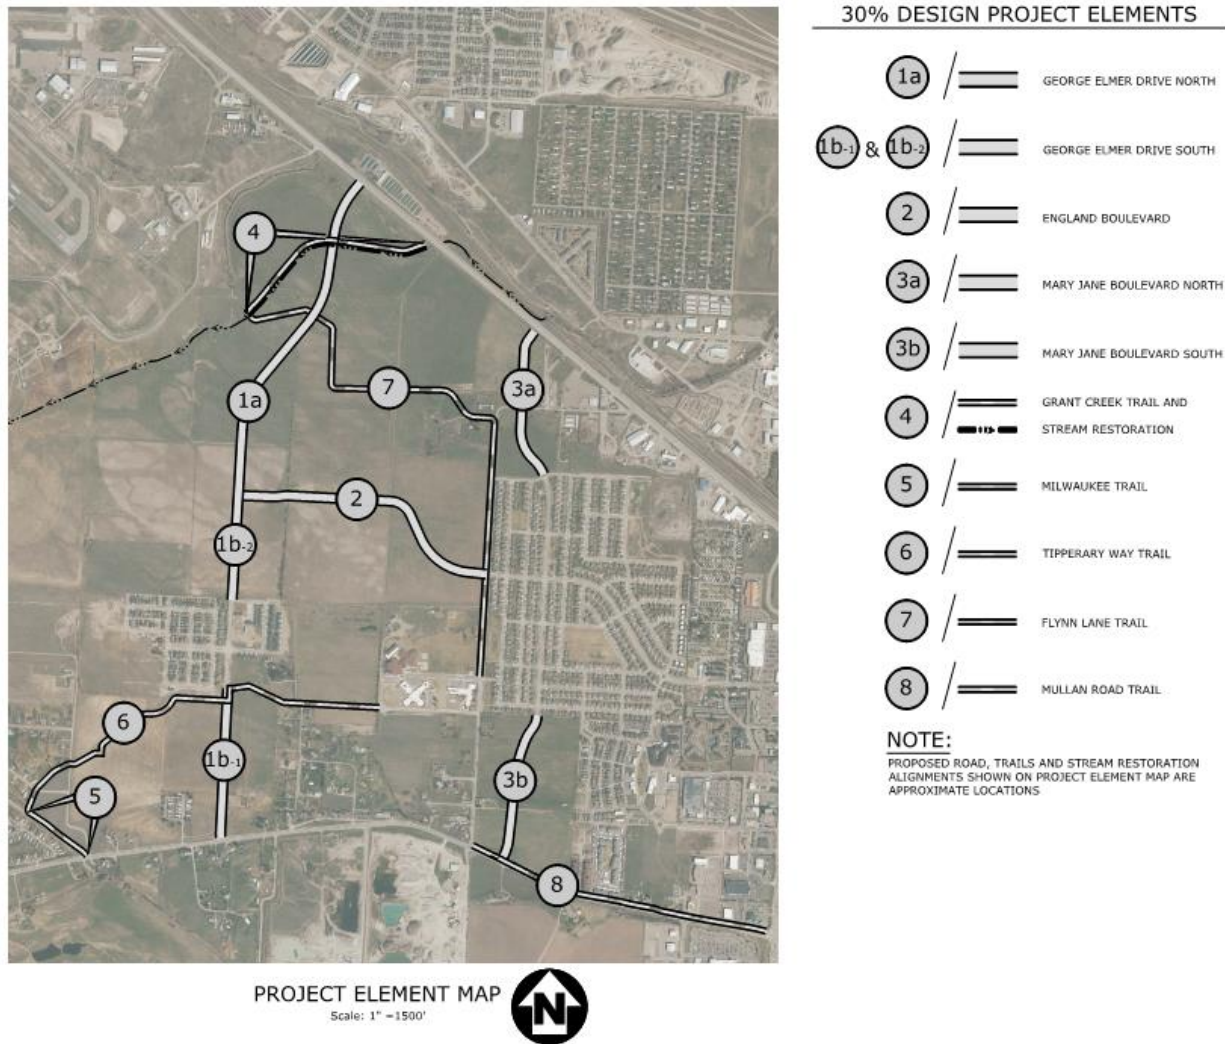 30% DESIGN PROJECT ELEMENTS
1a / GEORGE ELMER DRIVE NORTH
1b-1 & 1b-2 / GEORGE ELMER DRIVE SOUTH
2 / ENGLAND BOULEVARD
3a / MARY JANE BOULEVARD NORTH
3b / MARY JANE BOULEVARD SOUTH
4 / GRANT CREEK TRAIL AND
STREAM RESTORATION
5 / MILWAUKEE TRAIL
6 / TIPPERARY WAY TRAIL
7 / FLYNN LANE TRAIL
8 / MULLAN ROAD TRAIL
NOTE:
PROPOSED ROAD, TRAILS AND STREAM RESTORATION
ALIGNMENTS SHOWN ON PROJECT ELEMENT MAP ARE
APPROXIMATE LOCATIONS
4
1a
7
3a
2
1b-2
6
1b-1
5
3b
8
PROJECT ELEMENT MAP
Scale: 1" =1500'
N